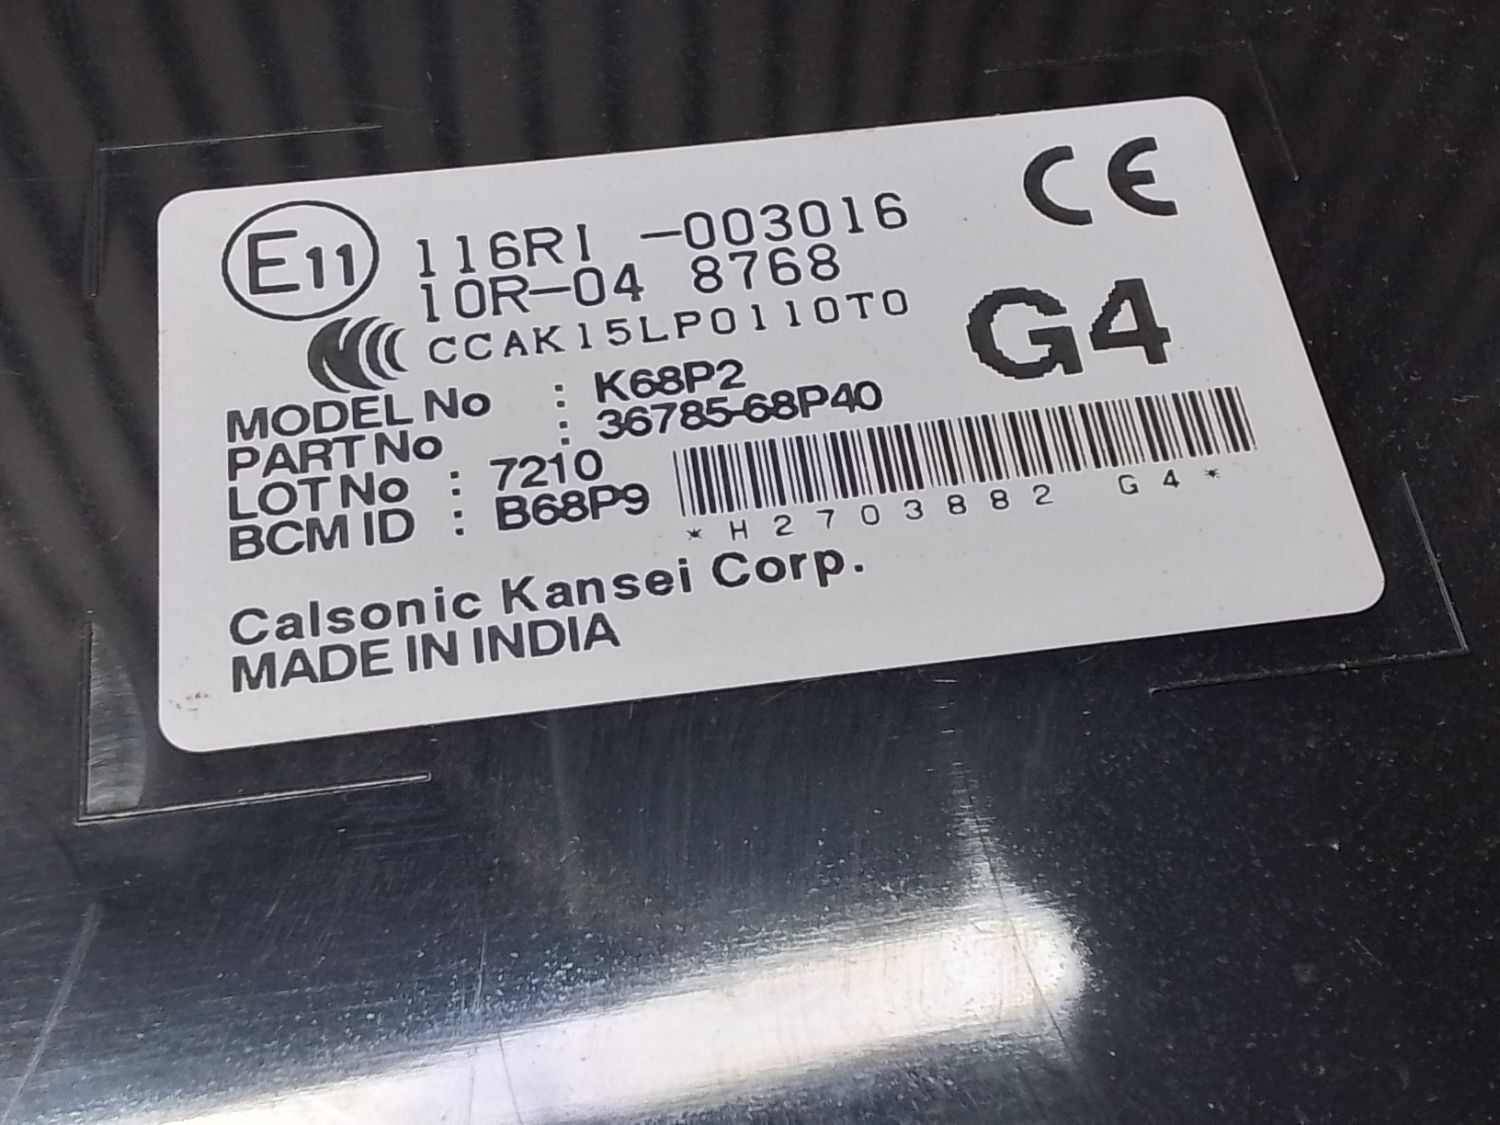 E11 116RI -003016 CE
10R-04 8768
CCAK15LP0110T0 G4
MODEL No : K68P2
PART No : 36785-68P40
LOT No : 7210
BCM ID : B68P9
*H2703882 G4*
Calsonic Kansei Corp.
MADE IN INDIA